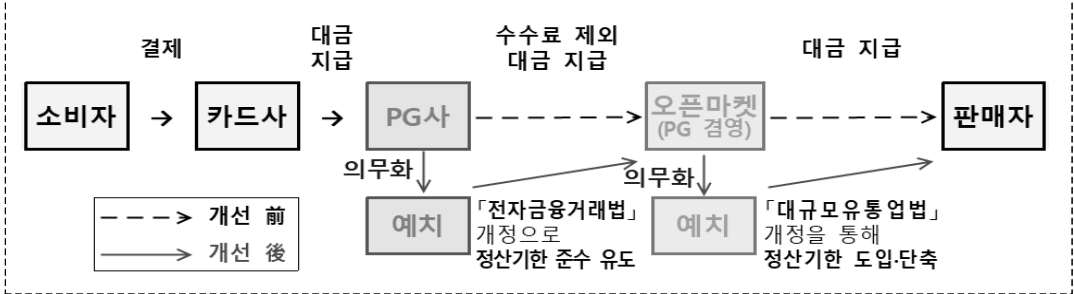 결제
대금
지급
수수료 제외
대금 지급
대금 지급
소비자
카드사
PG사
오픈마켓
(PG 겸영)
판매자
의무화
의무화
예치
「전자금융거래법」
개정으로
정산기한 준수 유도
예치
「대규모유통업법」
개정을 통해
정산기한 도입·단축
개선 前
개선 後